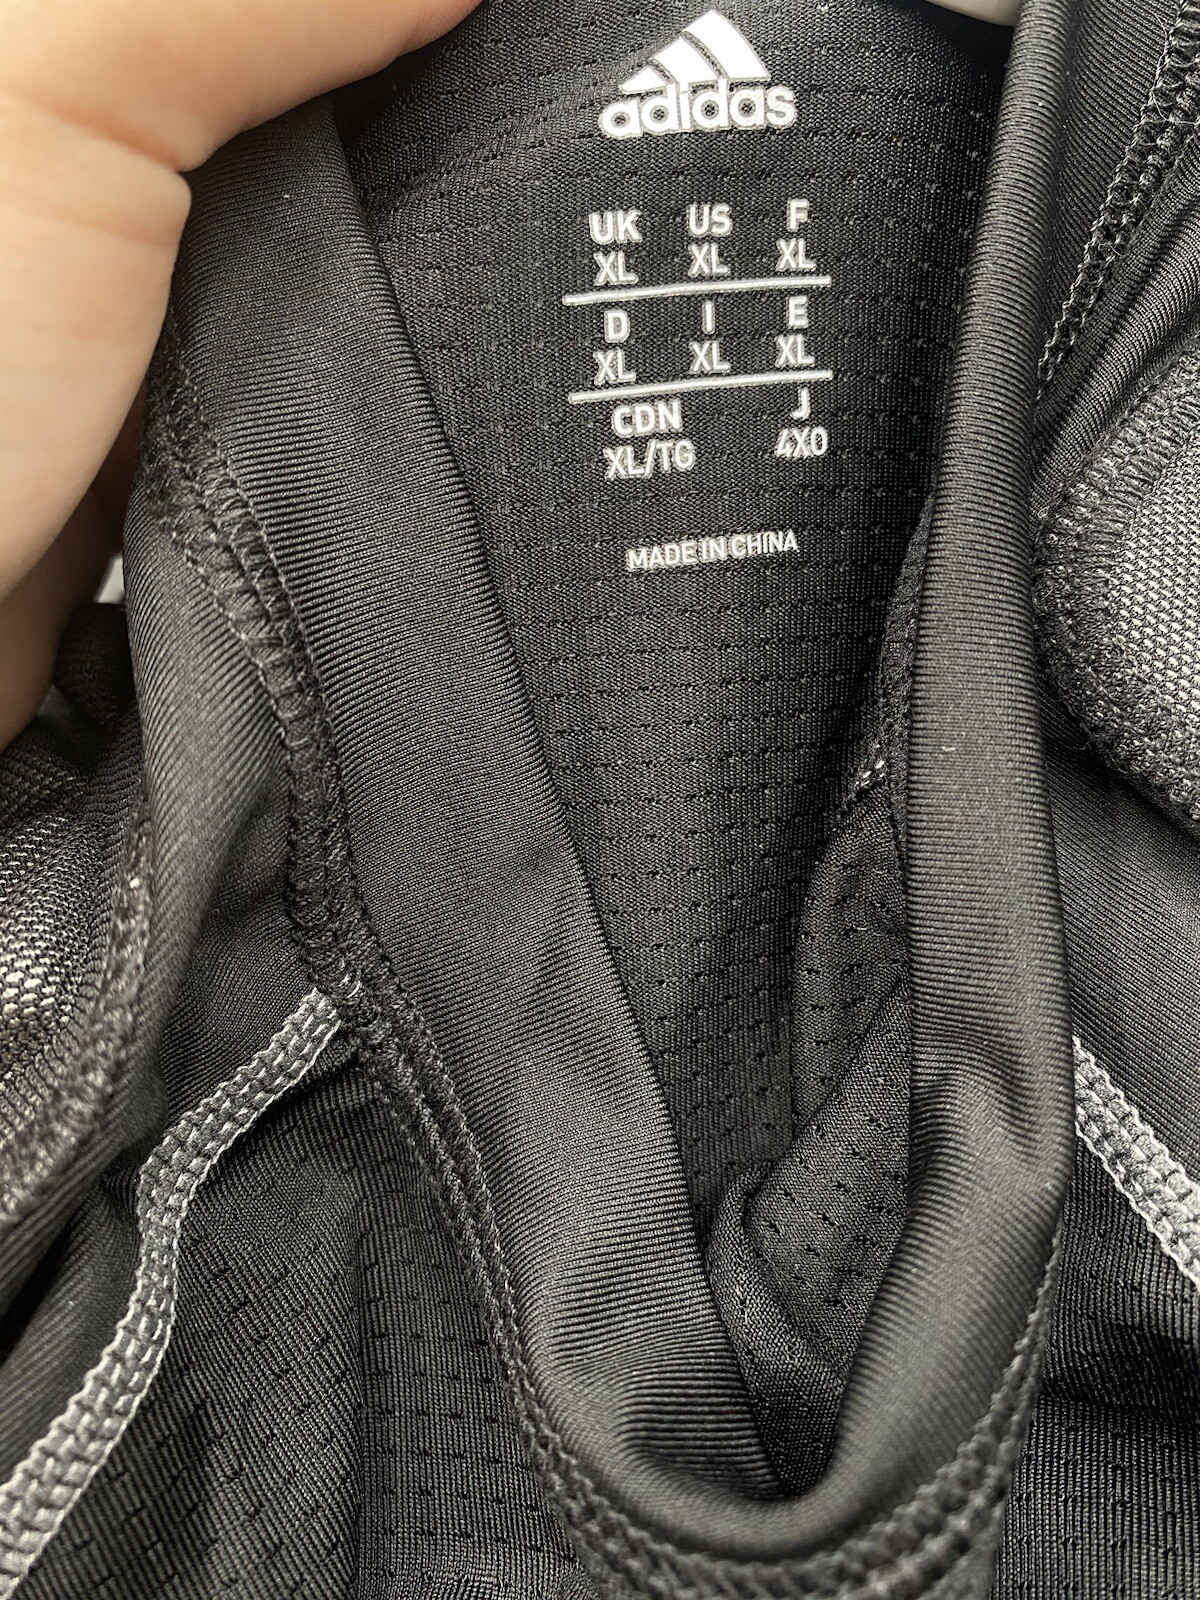 adidas
UK US F
XL XL XL
D I E
XL XL XL
CDN J
XL/TG 4XO
MADE IN CHINA